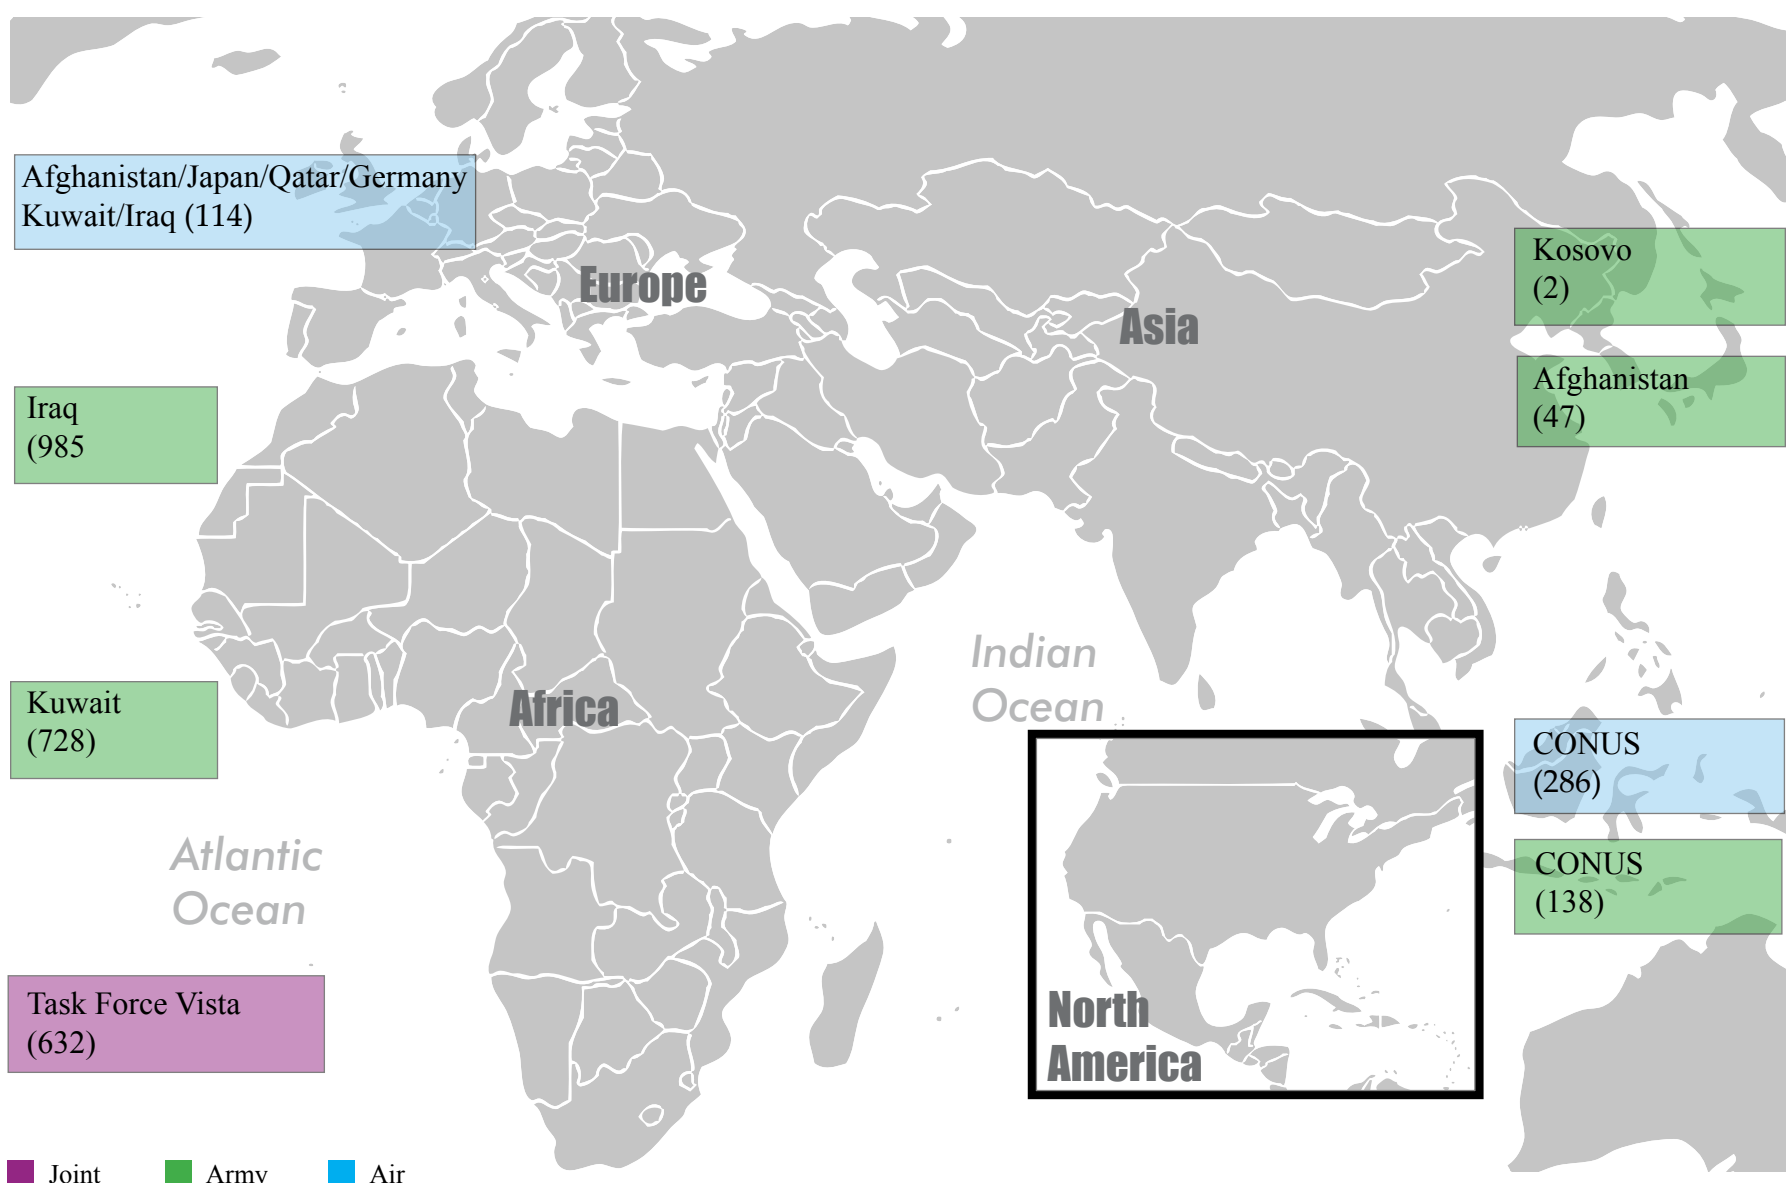 Afghanistan/Japan/Qatar/Germany
Kuwait/Iraq (114)
Europe
Asia
Kosovo
(2)
Afghanistan
(47)
Iraq
(985
Kuwait
(728)
Africa
Indian
Ocean
CONUS
(286)
CONUS
(138)
Atlantic
Ocean
North
America
Task Force Vista
(632)
Joint
Army
Air